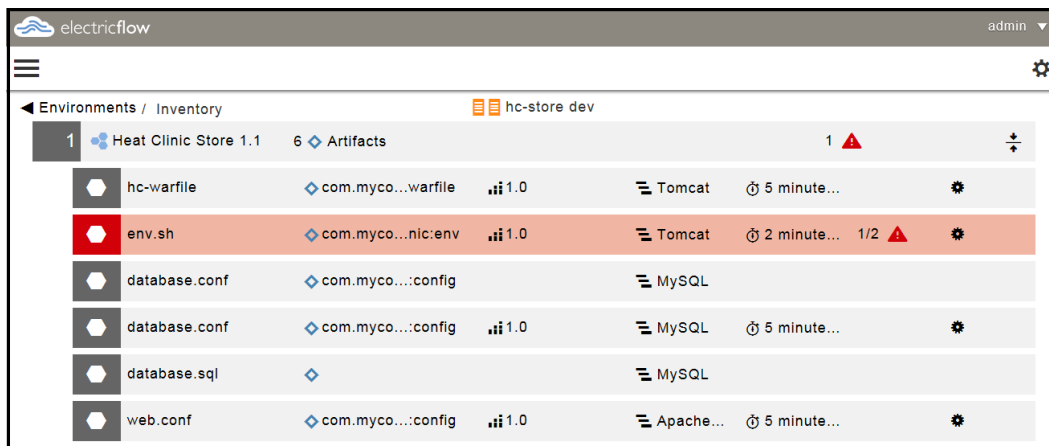 electricflow admin
Environments / Inventory hc-store dev
1 Heat Clinic Store 1.1 6 Artifacts 1
hc-warfile com.myco...warfile 1.0 Tomcat 5 minute...
env.sh com.myco...nic:env 1.0 Tomcat 2 minute... 1/2
database.conf com.myco...:config MySQL
database.conf com.myco...:config 1.0 MySQL 5 minute...
database.sql MySQL
web.conf com.myco...:config 1.0 Apache... 5 minute...